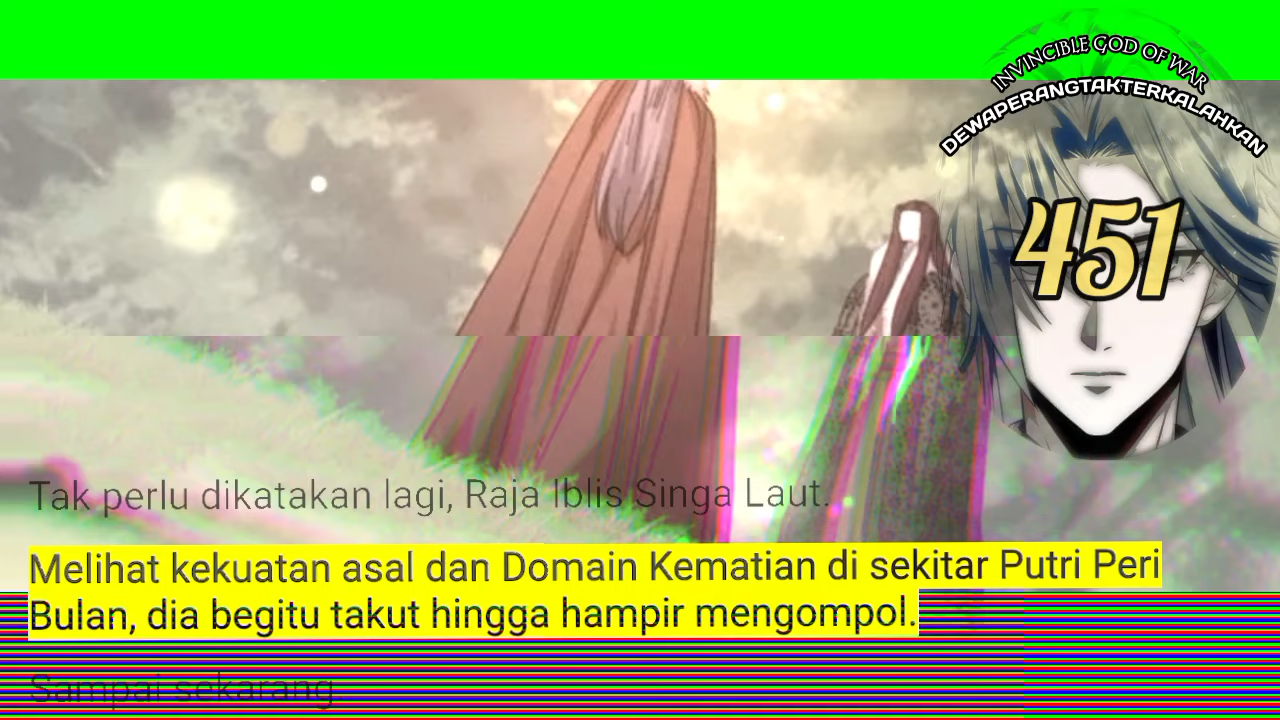 INVINCIBLE GOD OF WAR
DEWAPERANGTAKTERKALAHKAN
451
Tak perlu dikatakan lagi, Raja Iblis Singa Laut.
Melihat kekuatan asal dan Domain Kematian di sekitar Putri Peri
Bulan, dia begitu takut hingga hampir mengompol.
Sampai sekarang.